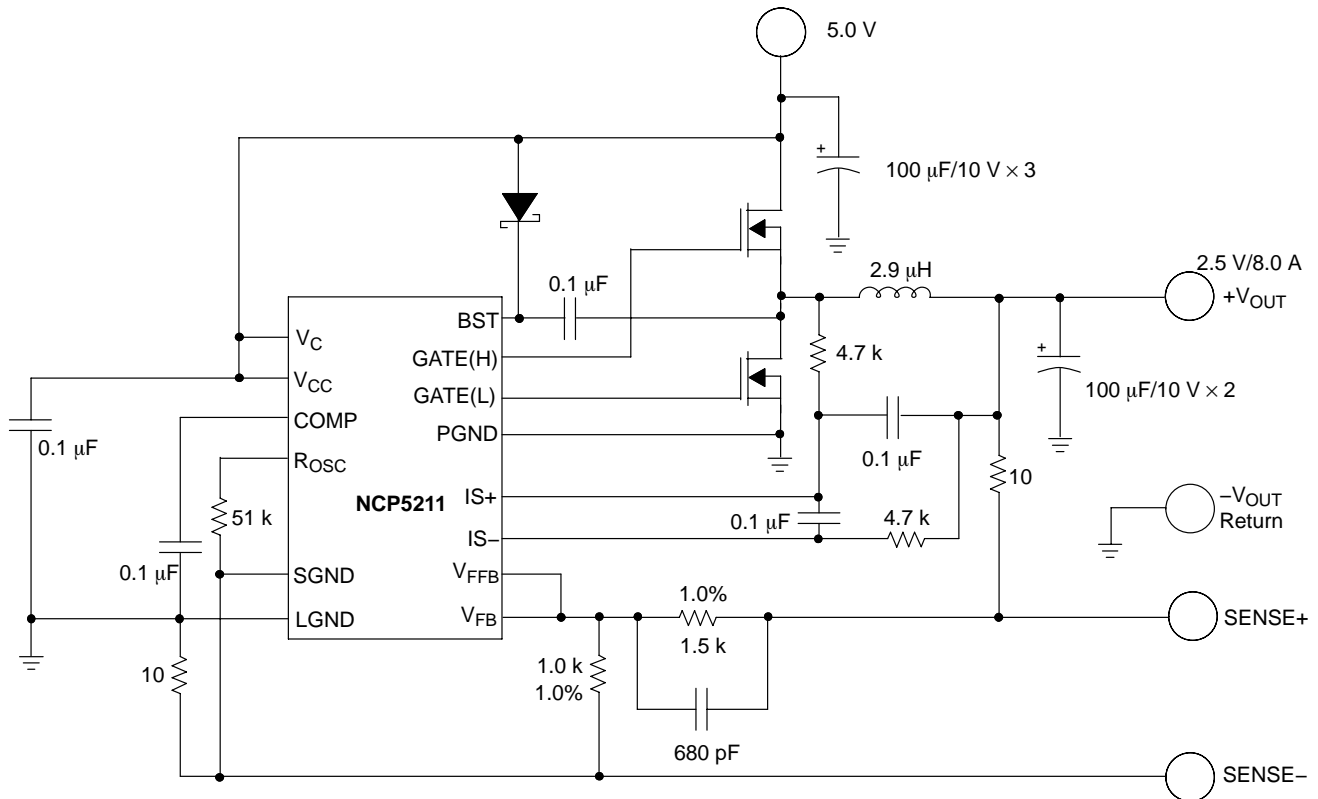 5.0 V
+
100 μF/10 V × 3
2.9 μH
2.5 V/8.0 A
+VOUT
0.1 μF
BST
VC
GATE(H)
4.7 k
+
VCC
GATE(L)
100 μF/10 V × 2
COMP
PGND
0.1 μF
0.1 μF
ROSC
10
NCP5211
IS+
−VOUT
Return
51 k
0.1 μF
4.7 k
IS−
0.1 μF
SGND
VFFB
1.0%
LGND
VFB
SENSE+
1.5 k
10
1.0 k
1.0%
680 pF
SENSE−